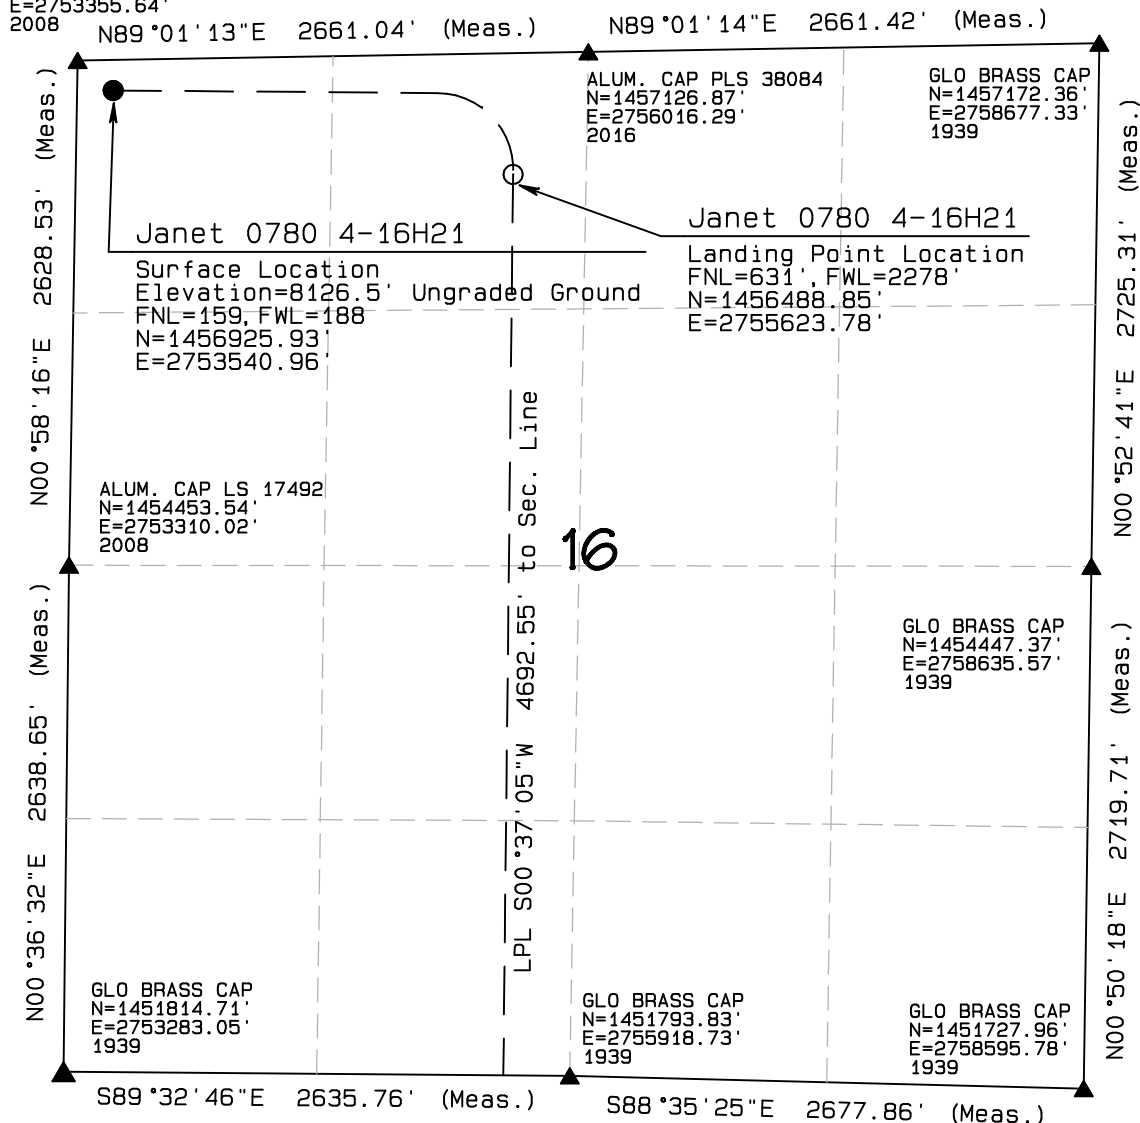 E=2753355.64'
2008
N89°01'13"E 2661.04' (Meas.)
N89°01'14"E 2661.42' (Meas.)
ALUM. CAP PLS 38084
N=1457126.87'
E=2756016.29'
2016
GLO BRASS CAP
N=1457172.36'
E=2758677.33'
1939
N00°58'16"E 2628.53' (Meas.)
Janet 0780 4-16H21
Surface Location
Elevation=8126.5' Ungraded Ground
FNL=159, FWL=188
N=1456925.93'
E=2753540.96'
Janet 0780 4-16H21
Landing Point Location
FNL=631', FWL=2278'
N=1456488.85'
E=2755623.78'
N00°52'41"E 2725.31' (Meas.)
ALUM. CAP LS 17492
N=1454453.54'
E=2753310.02'
2008
16
LPL S00°37'05"W 4692.55' to Sec. Line
GLO BRASS CAP
N=1454447.37'
E=2758635.57'
1939
N00°36'32"E 2638.65' (Meas.)
N00°50'18"E 2719.71' (Meas.)
GLO BRASS CAP
N=1451814.71'
E=2753283.05'
1939
GLO BRASS CAP
N=1451793.83'
E=2755918.73'
1939
GLO BRASS CAP
N=1451727.96'
E=2758595.78'
1939
S89°32'46"E 2635.76' (Meas.)
S88°35'25"E 2677.86' (Meas.)